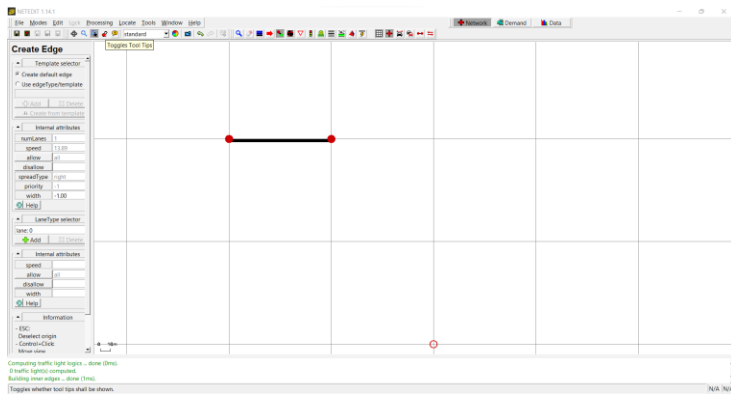 NETEDIT 1.14.1
File Modes Edit Lock Processing Locate Tools Window Help
Network Demand Data
standard
Toggles Tool Tips
Create Edge
Template selector
Create default edge
Use edgeType/template
Add Delete
Create from template
Internal attributes
numLanes 1
speed 13.89
allow all
disallow
spreadType right
priority -1
width -1.00
Help
LaneType selector
lane: 0
Add Delete
Internal attributes
speed
allow all
disallow
width
Help
Information
- ESC:
Deselect origin
- Control+Click:
Move view
0 10m
Computing traffic light logics ... done (0ms).
0 traffic light(s) computed.
Building inner edges ... done (1ms).
Toggles whether tool tips shall be shown.
N/A N/